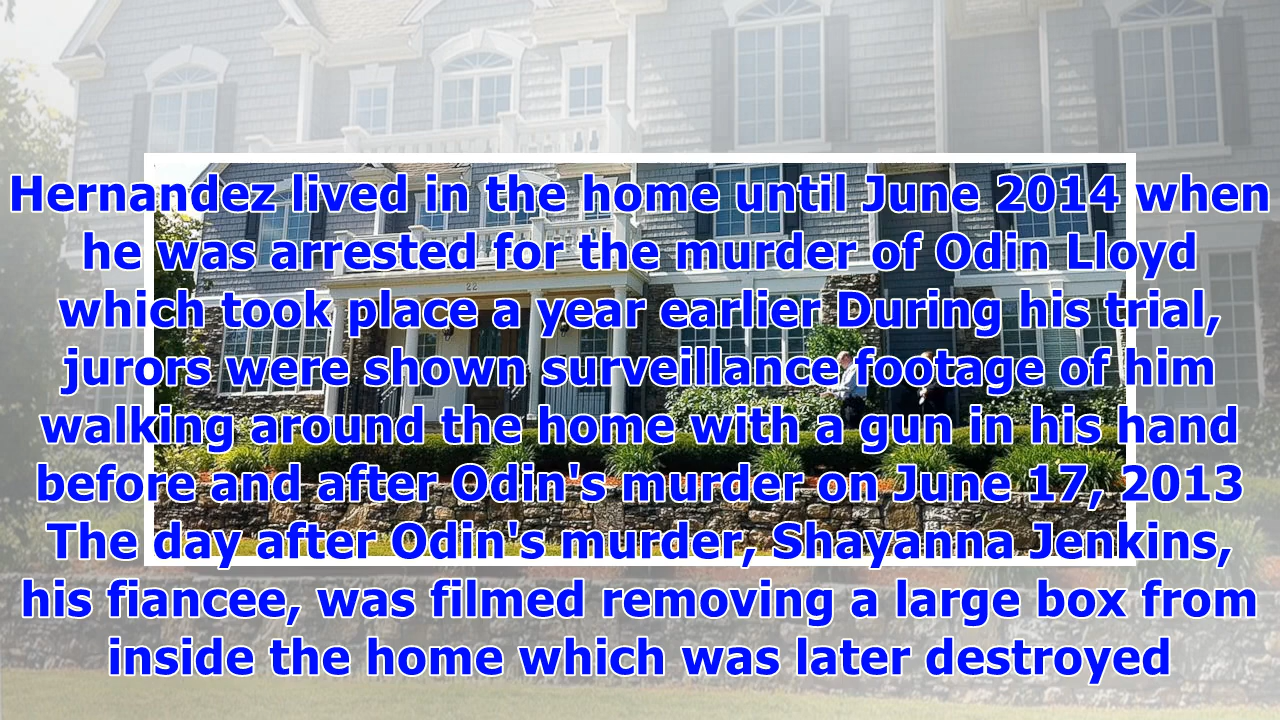 Hernandez lived in the home until June 2014 when
he was arrested for the murder of Odin Lloyd
which took place a year earlier During his trial,
jurors were shown surveillance footage of him
walking around the home with a gun in his hand
before and after Odin's murder on June 17, 2013
The day after Odin's murder, Shayanna Jenkins,
his fiancee, was filmed removing a large box from
inside the home which was later destroyed
22